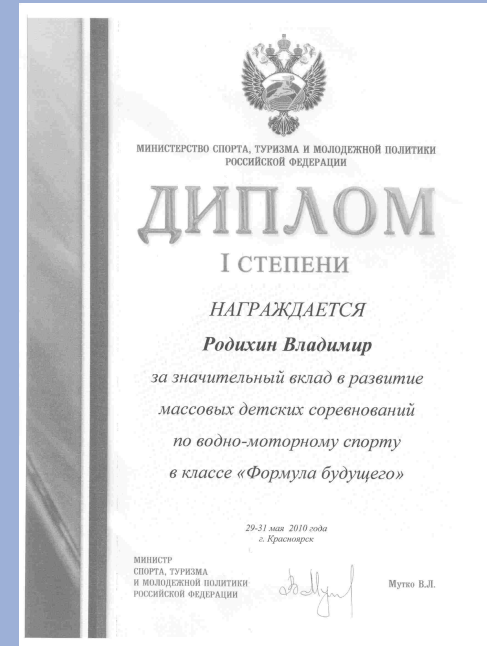 МИНИСТЕРСТВО СПОРТА, ТУРИЗМА И МОЛОДЕЖНОЙ ПОЛИТИКИ
РОССИЙСКОЙ ФЕДЕРАЦИИ
ДИПЛОМ
I СТЕПЕНИ
НАГРАЖДАЕТСЯ
Родихин Владимир
за значительный вклад в развитие
массовых детских соревнований
по водно-моторному спорту
в классе «Формула будущего»
29-31 мая 2010 года
г. Красноярск
МИНИСТР
СПОРТА, ТУРИЗМА
И МОЛОДЕЖНОЙ ПОЛИТИКИ
РОССИЙСКОЙ ФЕДЕРАЦИИ
Мутко В.Л.